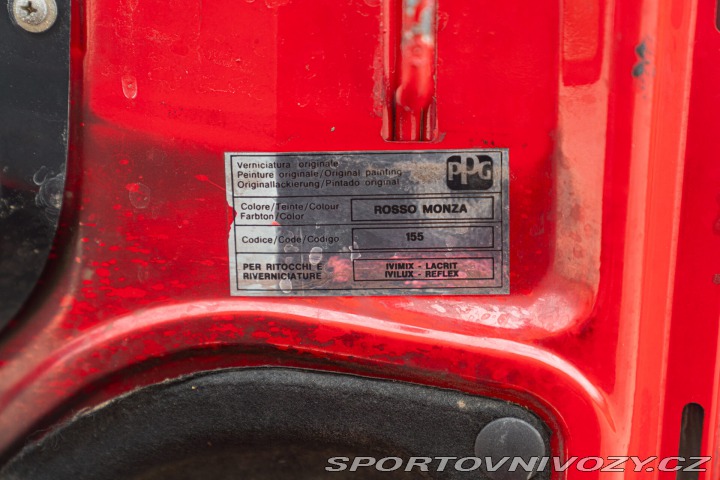 Verniciatura originale
Peinture originale/Original painting
Originallackierung/Pintado original
PPG
Colore/Teinte/Colour
Farbton/Color
ROSSO MONZA
Codice/Code/Codigo
155
PER RITOCCHI E
RIVERNICIATURE
IVIMIX - LACRIT
IVILUX - REFLEX
SPORTOVNIVOZY.CZ